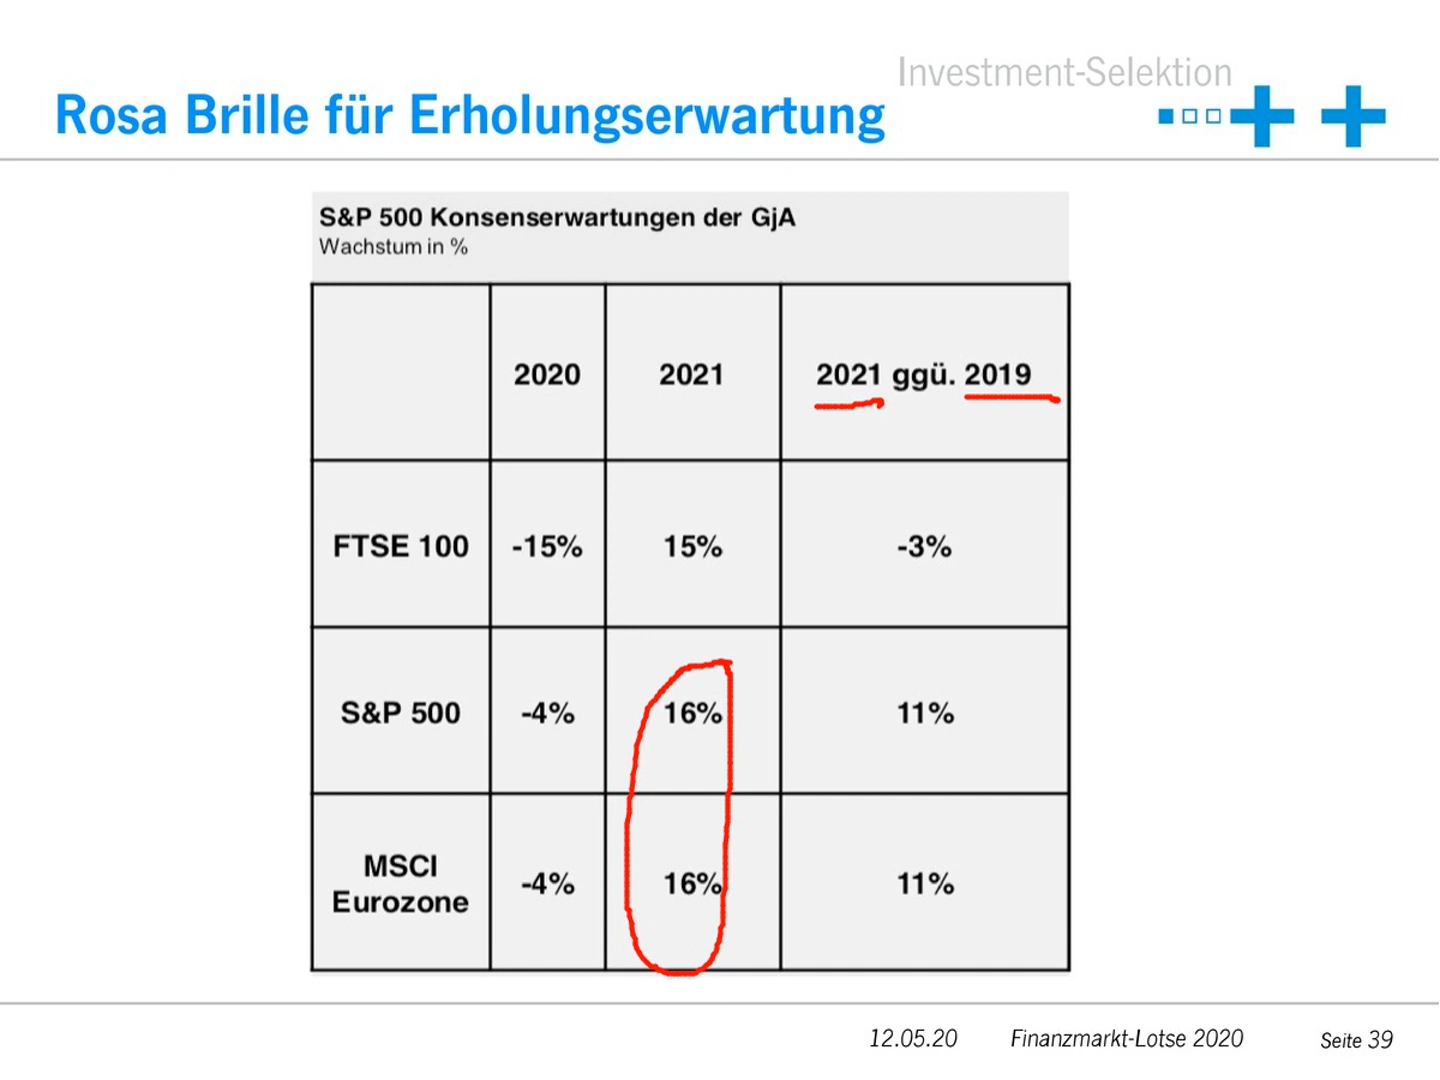 Investment-Selektion
Rosa Brille für Erholungserwartung
S&P 500 Konsenserwartungen der GjA
Wachstum in %
2020 2021 2021 ggü. 2019
FTSE 100 -15% 15% -3%
S&P 500 -4% 16% 11%
MSCI
Eurozone -4% 16% 11%
12.05.20 Finanzmarkt-Lotse 2020 Seite 39